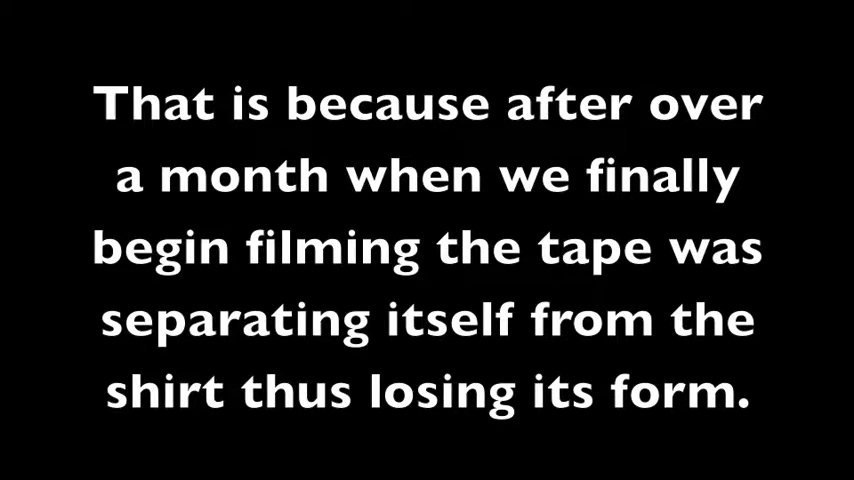 That is because after over
a month when we finally
begin filming the tape was
separating itself from the
shirt thus losing its form.